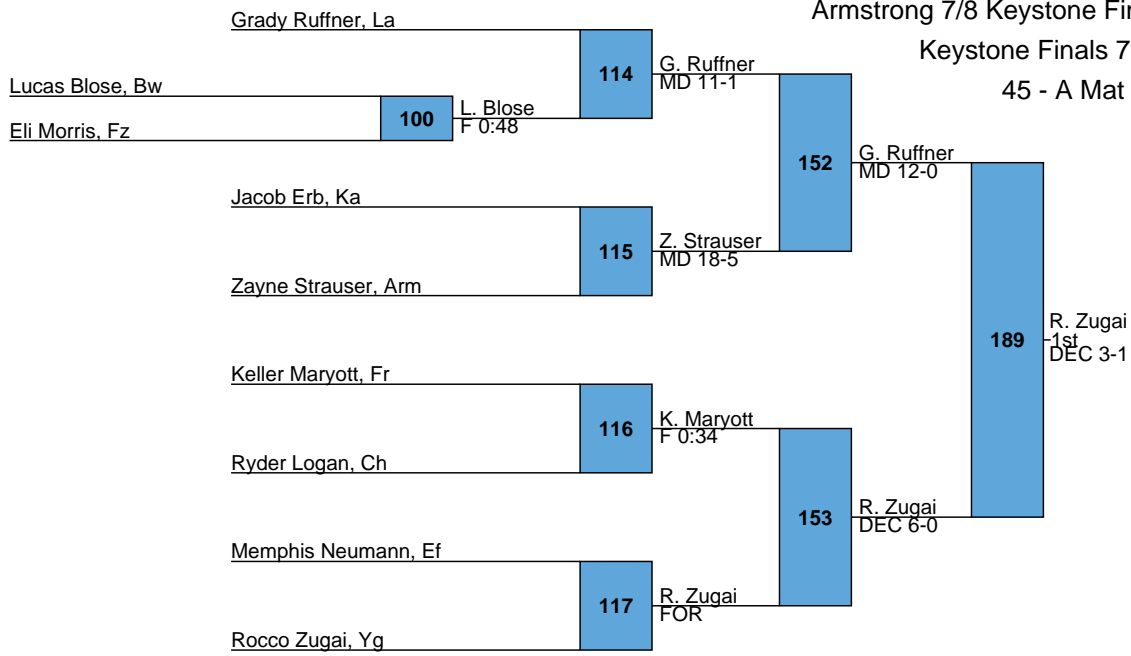 Armstrong 7/8 Keystone Fin
Keystone Finals 7
45 - A Mat
Grady Ruffner, La
Lucas Blose, Bw
Eli Morris, Fz
100
L. Blose
F 0:48
114
G. Ruffner
MD 11-1
Jacob Erb, Ka
Zayne Strauser, Arm
115
Z. Strauser
MD 18-5
152
G. Ruffner
MD 12-0
Keller Maryott, Fr
Ryder Logan, Ch
116
K. Maryott
F 0:34
Memphis Neumann, Ef
Rocco Zugai, Yg
117
R. Zugai
FOR
153
R. Zugai
DEC 6-0
189
R. Zugai
1st
DEC 3-1